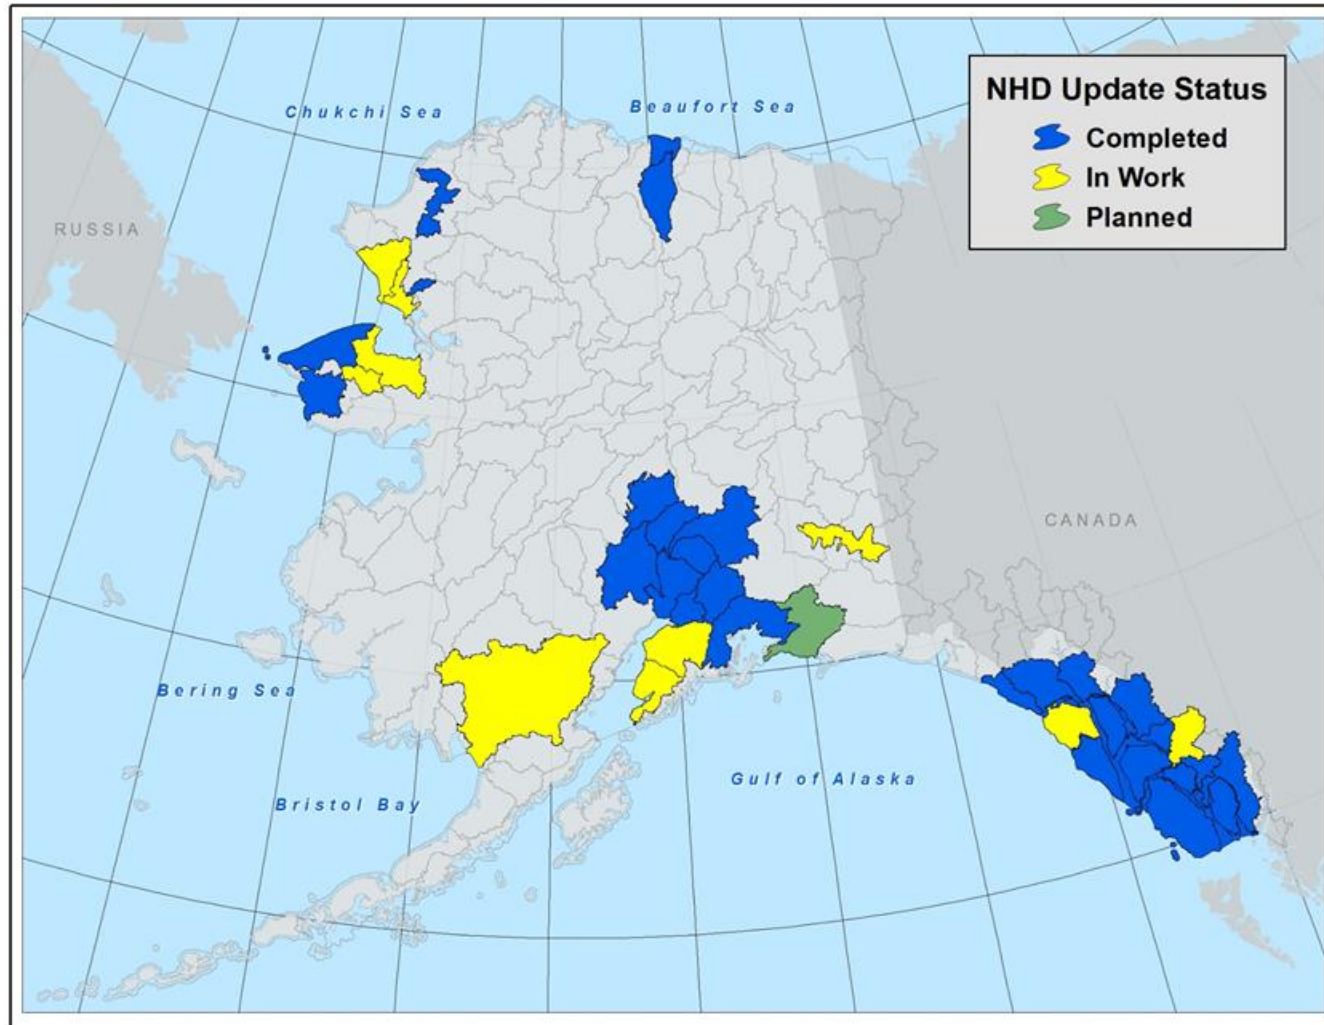 NHD Update Status
Completed
In Work
Planned
Chukchi Sea
Beaufort Sea
RUSSIA
CANADA
Bering Sea
Gulf of Alaska
Bristol Bay